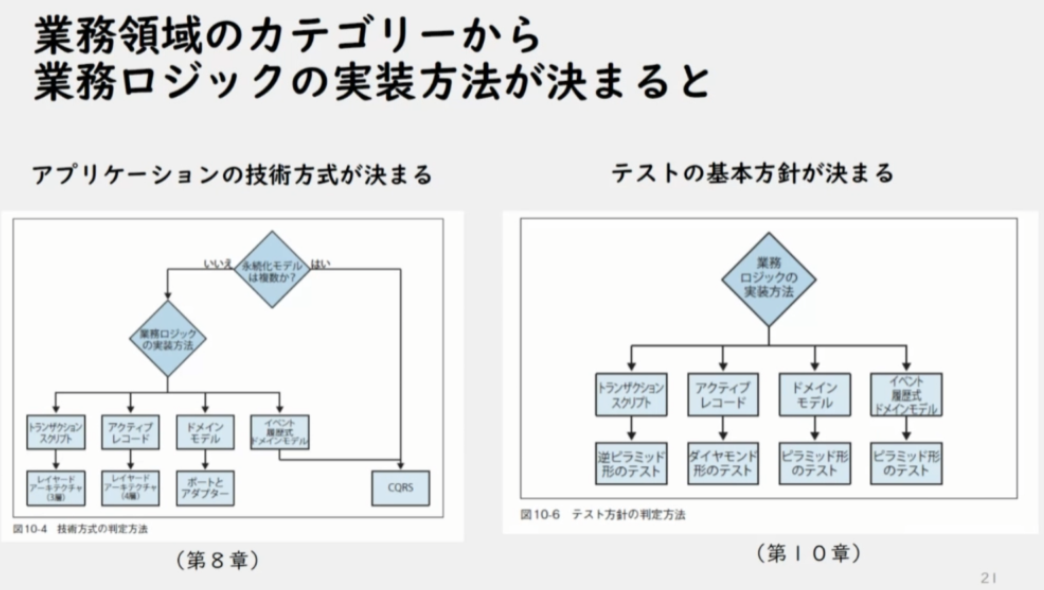 業務領域のカテゴリーから
業務ロジックの実装方法が決まると
アプリケーションの技術方式が決まる
いいえ
永続化モデル
は複数か?
はい
業務ロジック
の実装方法
トランザクション
スクリプト
アクティブ
レコード
ドメイン
モデル
イベント
履歴式
ドメインモデル
レイヤード
アーキテクチャ
(3層)
レイヤード
アーキテクチャ
(4層)
ポートと
アダプター
CQRS
図10-4 技術方式の判定方法
(第8章)
テストの基本方針が決まる
業務
ロジックの
実装方法
トランザクション
スクリプト
アクティブ
レコード
ドメイン
モデル
イベント
履歴式
ドメインモデル
逆ピラミッド
形のテスト
ダイヤモンド
形のテスト
ピラミッド形
のテスト
ピラミッド形
のテスト
図10-6 テスト方針の判定方法
(第10章)
21